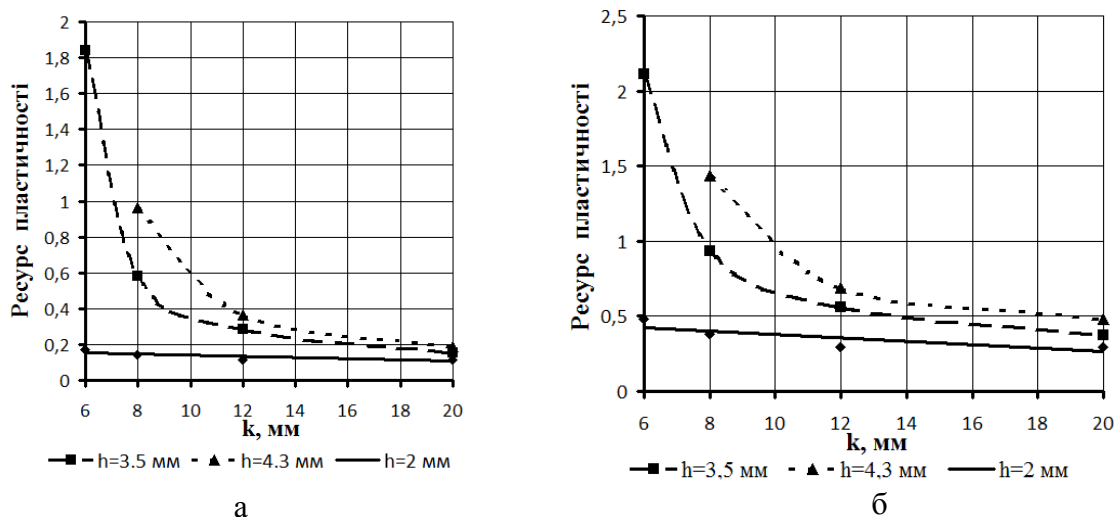 Ресурс пластичності
2
1,8
1,6
1,4
1,2
1
0,8
0,6
0,4
0,2
0
6 8 10 12 14 16 18 20
k, мм
h=3.5 мм h=4.3 мм h=2 мм
а
Ресурс пластичності
2,5
2
1,5
1
0,5
0
6 8 10 12 14 16 18 20
k, мм
h=3,5 мм h=4,3 мм h=2 мм
б